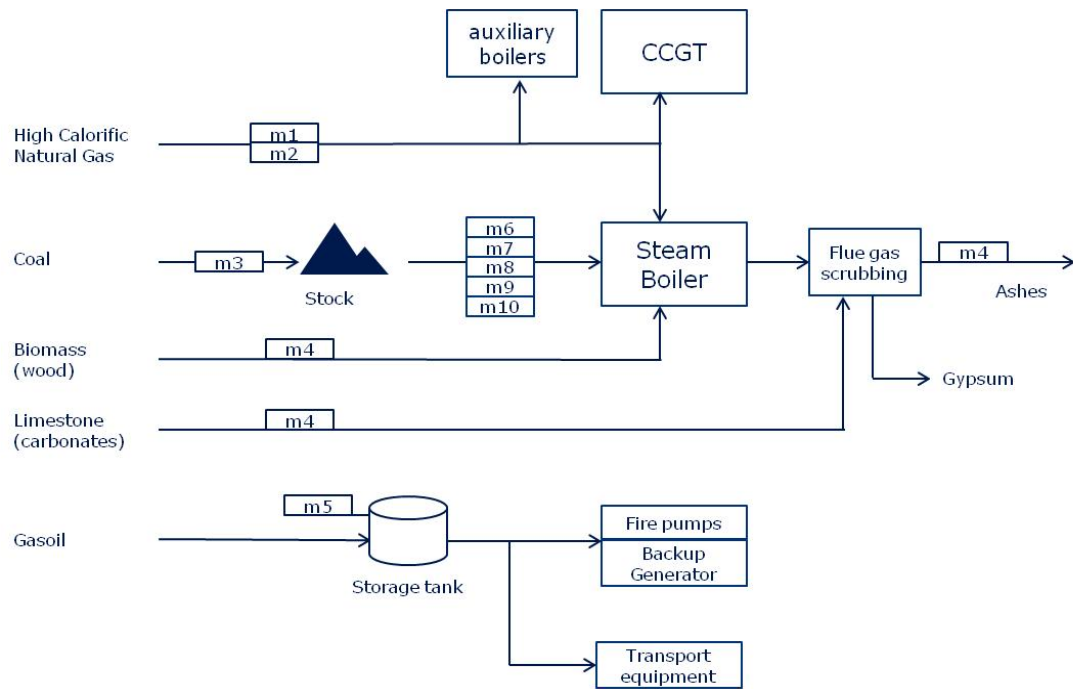 auxiliary
boilers
CCGT
High Calorific
Natural Gas
m1
m2
Coal
m3
Stock
m6
m7
m8
m9
m10
Steam
Boiler
Flue gas
scrubbing
m4
Ashes
Biomass
(wood)
m4
Gypsum
Limestone
(carbonates)
m4
Gasoil
m5
Storage tank
Fire pumps
Backup
Generator
Transport
equipment